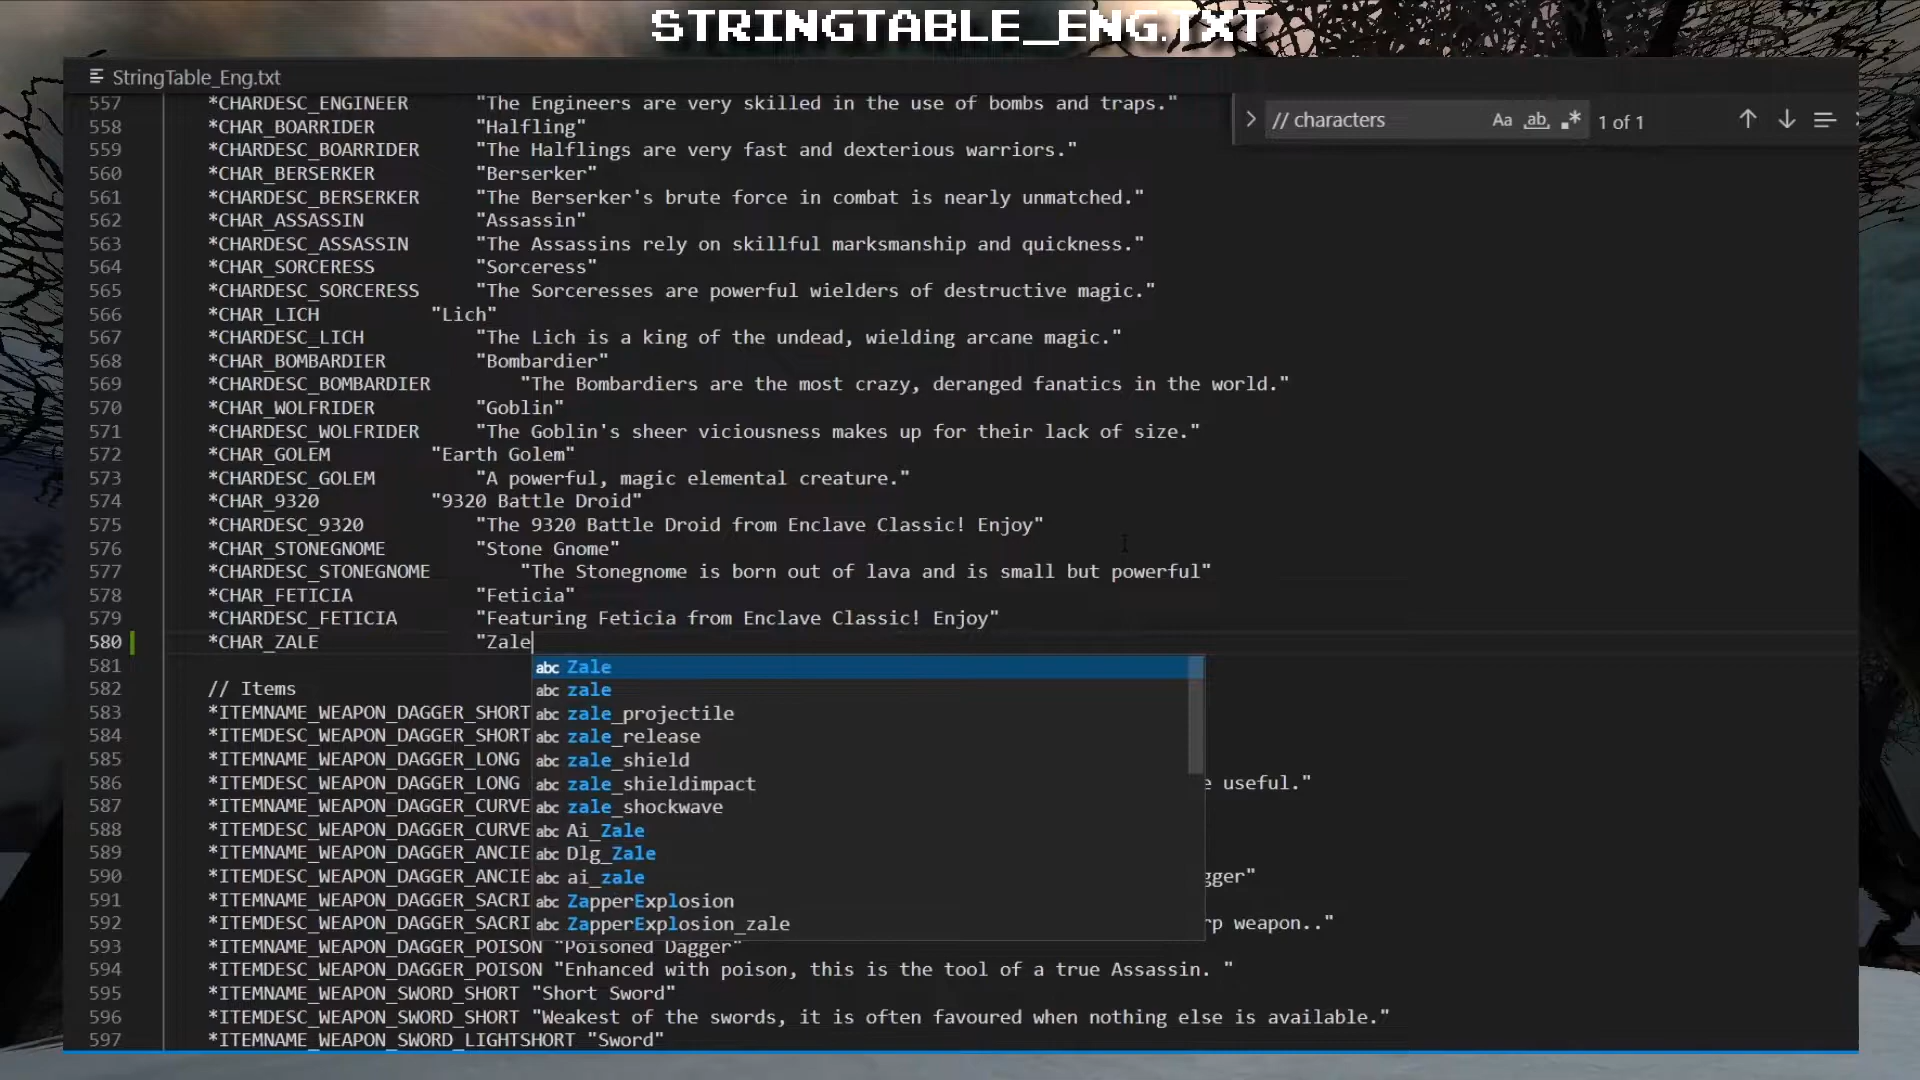 STRINGTABLE_ENG.TXT
StringTable_Eng.txt
// characters Aa ab .* 1 of 1
557 *CHARDESC_ENGINEER "The Engineers are very skilled in the use of bombs and traps."
558 *CHAR_BOARRIDER "Halfling"
559 *CHARDESC_BOARRIDER "The Halflings are very fast and dexterious warriors."
560 *CHAR_BERSERKER "Berserker"
561 *CHARDESC_BERSERKER "The Berserker's brute force in combat is nearly unmatched."
562 *CHAR_ASSASSIN "Assassin"
563 *CHARDESC_ASSASSIN "The Assassins rely on skillful marksmanship and quickness."
564 *CHAR_SORCERESS "Sorceress"
565 *CHARDESC_SORCERESS "The Sorceresses are powerful wielders of destructive magic."
566 *CHAR_LICH "Lich"
567 *CHARDESC_LICH "The Lich is a king of the undead, wielding arcane magic."
568 *CHAR_BOMBARDIER "Bombardier"
569 *CHARDESC_BOMBARDIER "The Bombardiers are the most crazy, deranged fanatics in the world."
570 *CHAR_WOLFRIDER "Goblin"
571 *CHARDESC_WOLFRIDER "The Goblin's sheer viciousness makes up for their lack of size."
572 *CHAR_GOLEM "Earth Golem"
573 *CHARDESC_GOLEM "A powerful, magic elemental creature."
574 *CHAR_9320 "9320 Battle Droid"
575 *CHARDESC_9320 "The 9320 Battle Droid from Enclave Classic! Enjoy"
576 *CHAR_STONEGNOME "Stone Gnome"
577 *CHARDESC_STONEGNOME "The Stonegnome is born out of lava and is small but powerful"
578 *CHAR_FETICIA "Feticia"
579 *CHARDESC_FETICIA "Featuring Feticia from Enclave Classic! Enjoy"
580 *CHAR_ZALE "Zale
581 abc Zale
582 // Items abc zale
583 *ITEMNAME_WEAPON_DAGGER_SHORT abc zale_projectile
584 *ITEMDESC_WEAPON_DAGGER_SHORT abc zale_release
585 *ITEMNAME_WEAPON_DAGGER_LONG abc zale_shield
586 *ITEMDESC_WEAPON_DAGGER_LONG abc zale_shieldimpact e useful."
587 *ITEMNAME_WEAPON_DAGGER_CURVE abc zale_shockwave
588 *ITEMDESC_WEAPON_DAGGER_CURVE abc Ai_Zale
589 *ITEMNAME_WEAPON_DAGGER_ANCIE abc Dlg_Zale
590 *ITEMDESC_WEAPON_DAGGER_ANCIE abc ai_zale gger"
591 *ITEMNAME_WEAPON_DAGGER_SACRI abc ZapperExplosion
592 *ITEMDESC_WEAPON_DAGGER_SACRI abc ZapperExplosion_zale rp weapon.."
593 *ITEMNAME_WEAPON_DAGGER_POISON "Poisoned Dagger"
594 *ITEMDESC_WEAPON_DAGGER_POISON "Enhanced with poison, this is the tool of a true Assassin. "
595 *ITEMNAME_WEAPON_SWORD_SHORT "Short Sword"
596 *ITEMDESC_WEAPON_SWORD_SHORT "Weakest of the swords, it is often favoured when nothing else is available."
597 *ITEMNAME_WEAPON_SWORD_LIGHTSHORT "Sword"